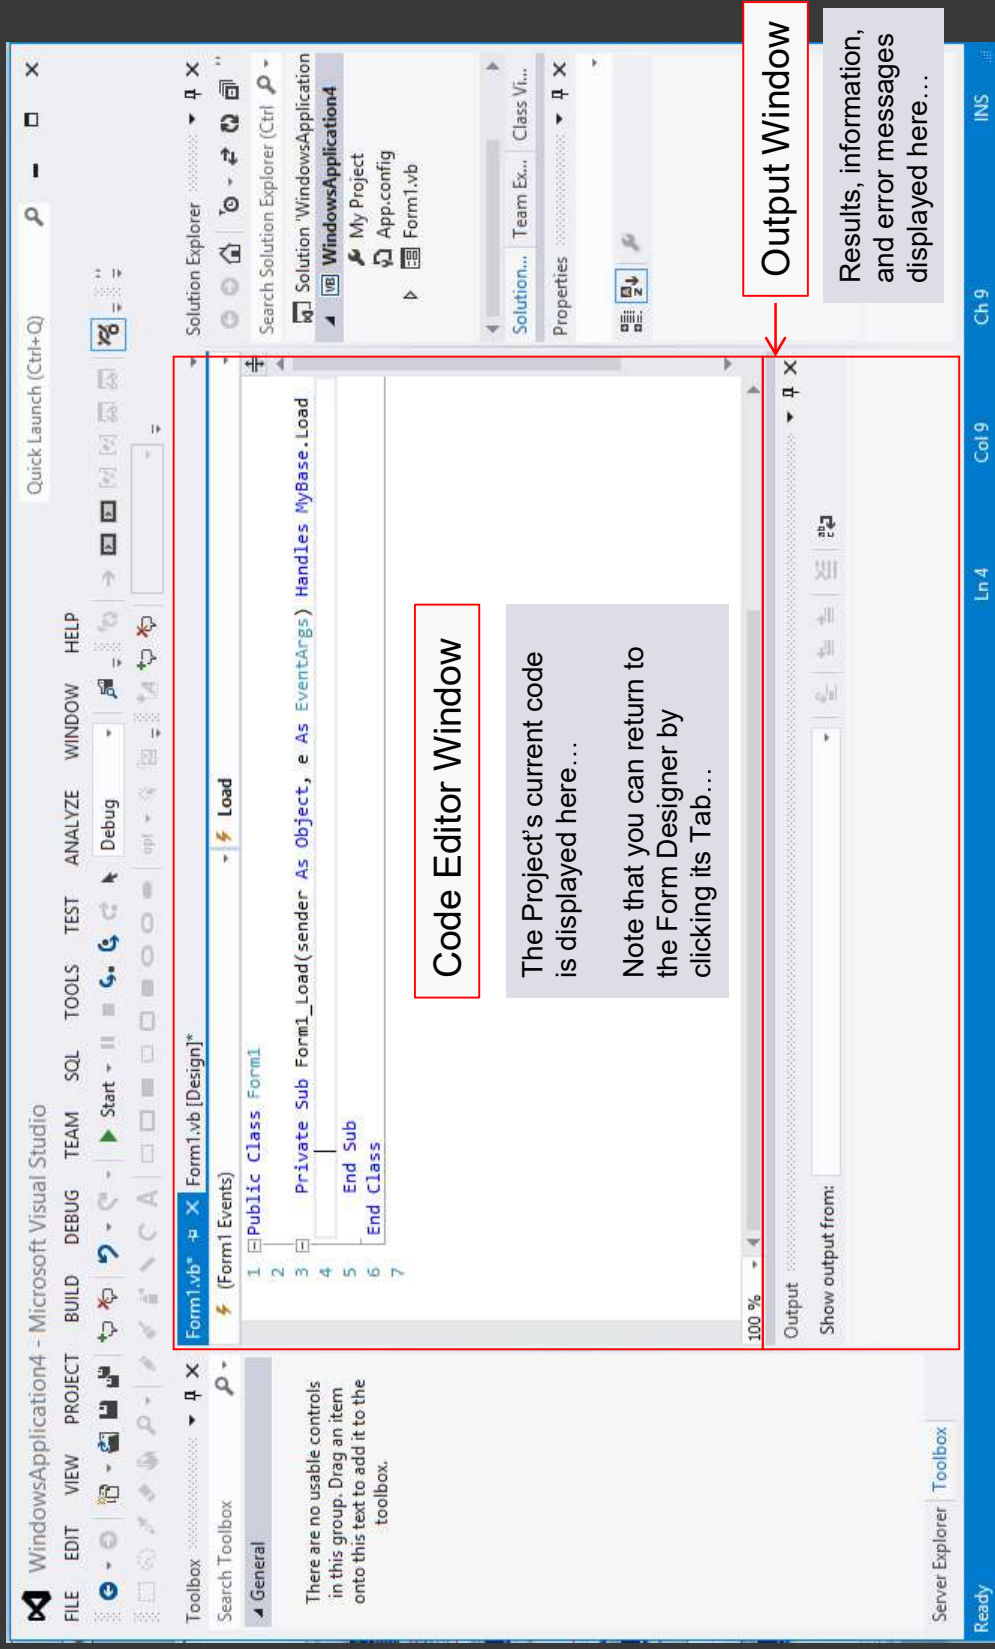 WindowsApplication4 - Microsoft Visual Studio
Quick Launch (Ctrl+Q)
FILE EDIT VIEW PROJECT BUILD DEBUG TEAM SQL TOOLS TEST ANALYZE WINDOW HELP
Start
Debug
Toolbox
Search Toolbox
General
There are no usable controls
in this group. Drag an item
onto this text to add it to the
toolbox.
Server Explorer Toolbox
Form1.vb* Form1.vb [Design]*
(Form1 Events) Load
1 Public Class Form1
2
3 Private Sub Form1_Load(sender As Object, e As EventArgs) Handles MyBase.Load
4
5 End Sub
6 End Class
7
Code Editor Window
The Project’s current code
is displayed here…
Note that you can return to
the Form Designer by
clicking its Tab…
100 %
Output
Show output from:
Solution Explorer
Search Solution Explorer (Ctrl
Solution 'WindowsApplication
VB WindowsApplication4
My Project
App.config
Form1.vb
Solution... Team Ex... Class Vi...
Properties
Output Window
Results, information,
and error messages
displayed here…
Ready Ln 4 Col 9 Ch 9 INS